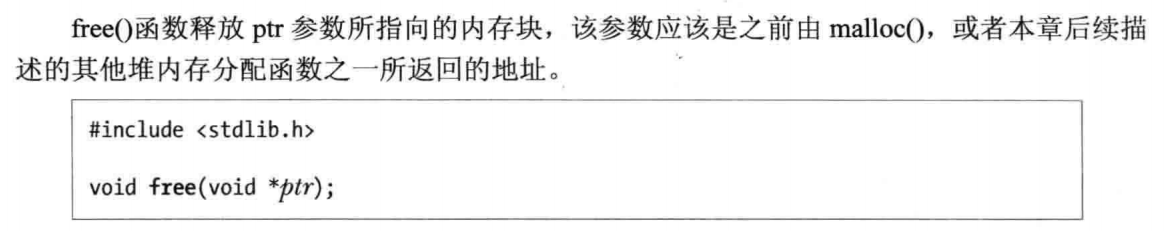 free()函数释放 ptr 参数所指向的内存块，该参数应该是之前由 malloc()，或者本章后续描
述的其他堆内存分配函数之一所返回的地址。
#include <stdlib.h>
void free(void *ptr);